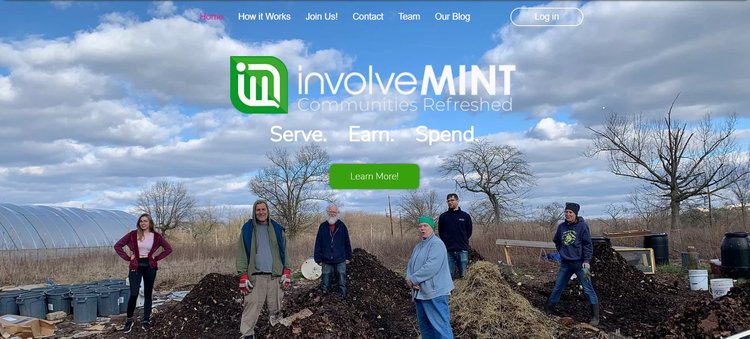 Home How it Works Join Us! Contact Team Our Blog Log in
involveMINT
Communities Refreshed
Serve. Earn. Spend
Learn More!